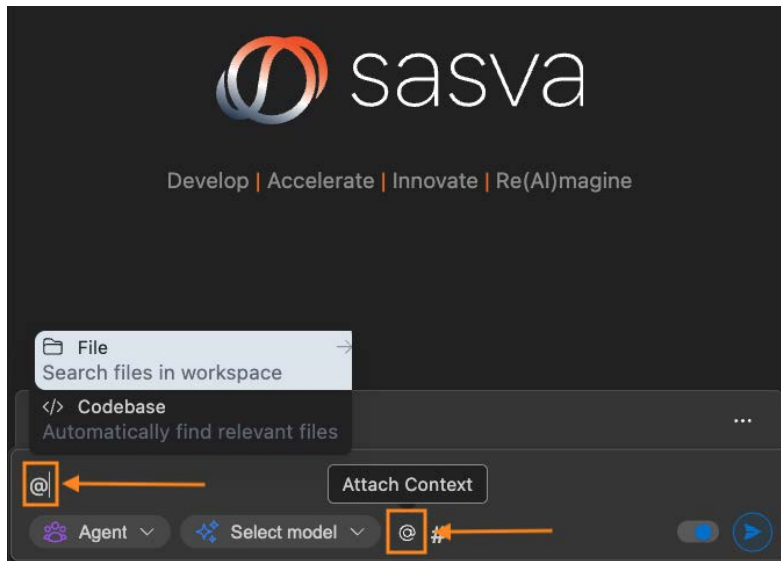 sasva
Develop | Accelerate | Innovate | Re(AI)magine
File
Search files in workspace
</> Codebase
Automatically find relevant files
...
@
Attach Context
Agent Select model @ #